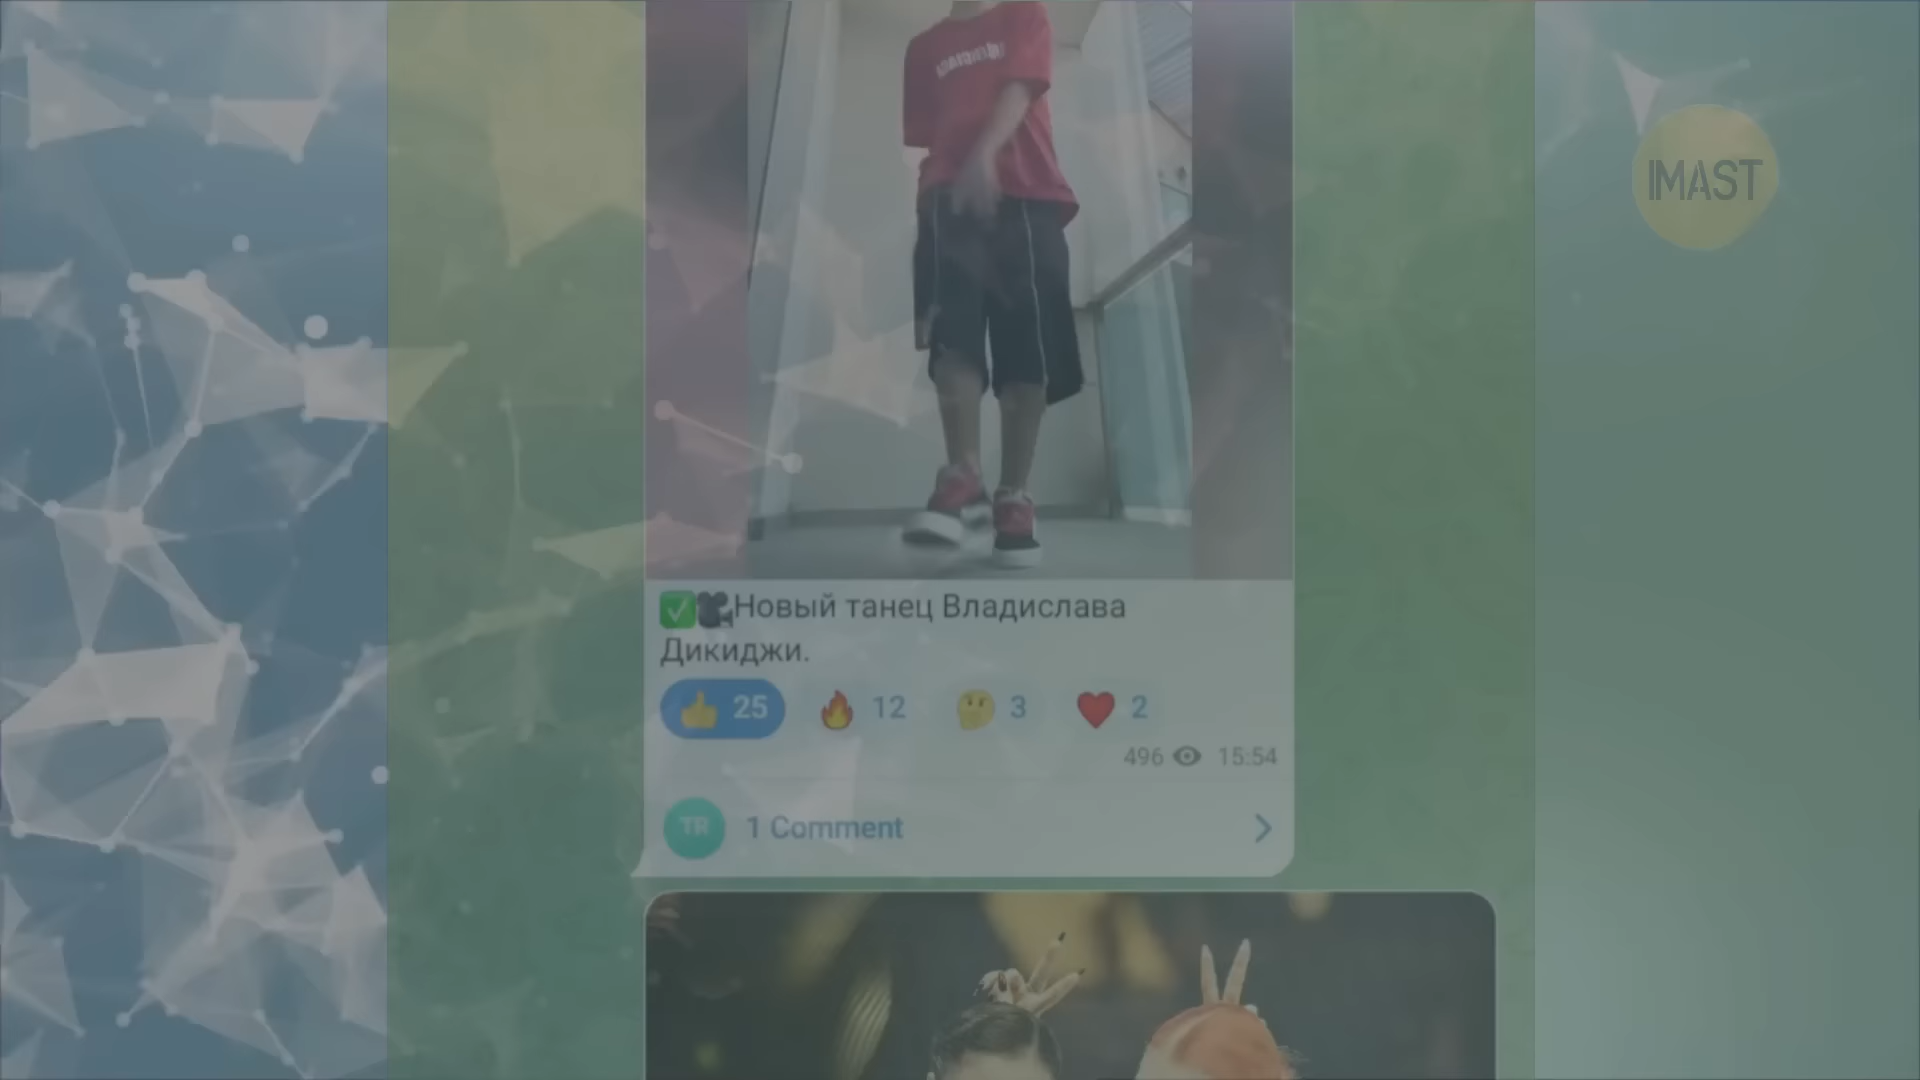 IMAST
✅🎥Новый танец Владислава
Дикиджи.
👍 25 🔥 12 🤔 3 ❤️ 2
496 15:54
TR 1 Comment